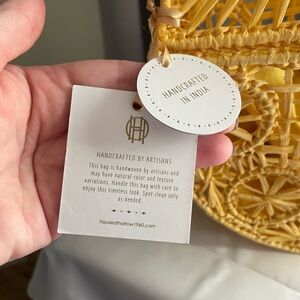 HANDCRAFTED
IN INDIA
HANDCRAFTED BY ARTISANS
This bag is handwoven by artisans and
may have natural color and texture
variations. Handle this bag with care to
enjoy this timeless look. Spot clean only
as needed.
houseofharlow1960.com